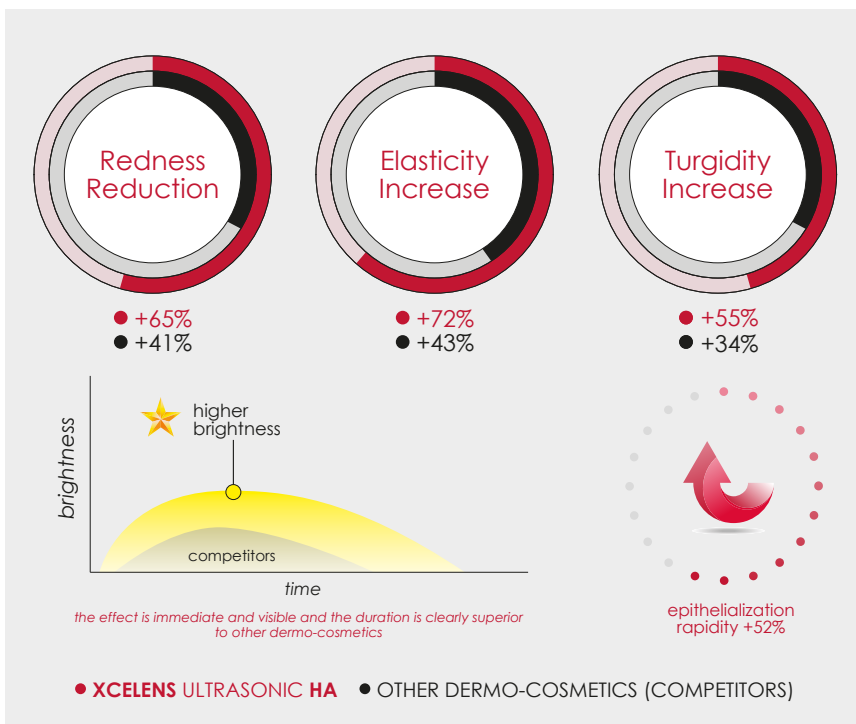 Redness
Reduction
Elasticity
Increase
Turgidity
Increase
+65%
+41%
+72%
+43%
+55%
+34%
brightness
higher
brightness
competitors
time
the effect is immediate and visible and the duration is clearly superior
to other dermo-cosmetics
epithelialization
rapidity +52%
XCELENS ULTRASONIC HA
OTHER DERMO-COSMETICS (COMPETITORS)